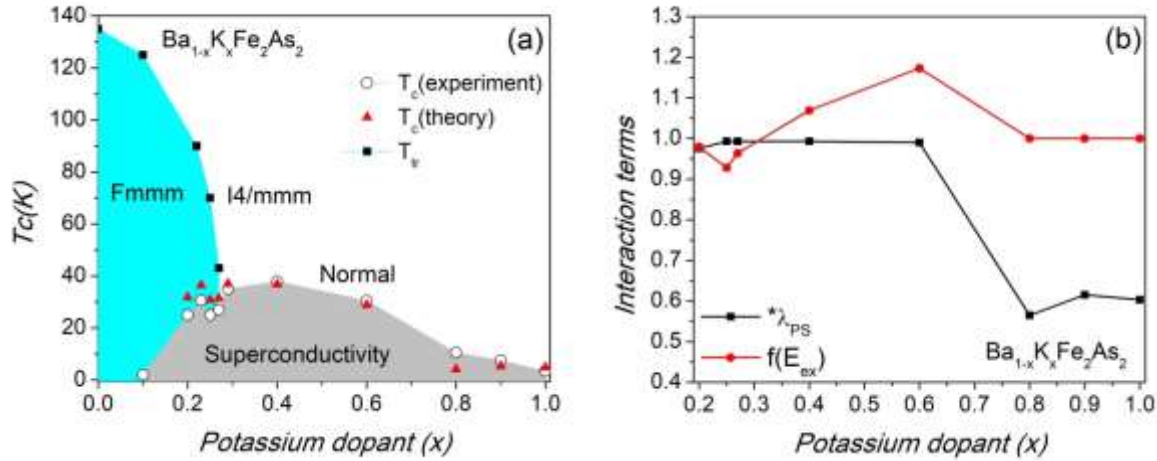 140
120
100
80
60
40
20
0
Tc(K)
0.0 0.2 0.4 0.6 0.8 1.0
Potassium dopant (x)
(a)
Ba1-xKxFe2As2
Tc(experiment)
Tc(theory)
Ttr
Fmmm
I4/mmm
Normal
Superconductivity
1.3
1.2
1.1
1.0
0.9
0.8
0.7
0.6
0.5
0.4
Interaction terms
0.2 0.3 0.4 0.5 0.6 0.7 0.8 0.9 1.0
Potassium dopant (x)
(b)
*λPS
f(Eex)
Ba1-xKxFe2As2